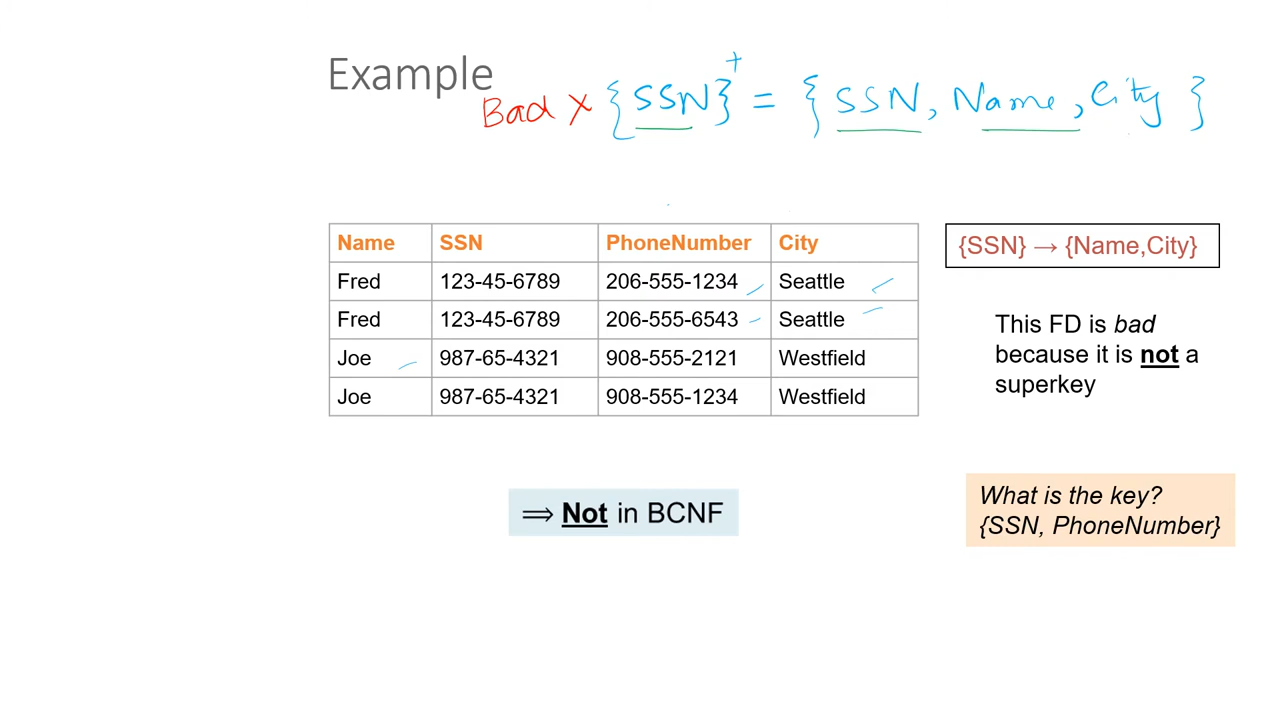 Example
Bad X {SSN}⁺ = {SSN, Name, City}
Name SSN PhoneNumber City
Fred 123-45-6789 206-555-1234 Seattle
Fred 123-45-6789 206-555-6543 Seattle
Joe 987-65-4321 908-555-2121 Westfield
Joe 987-65-4321 908-555-1234 Westfield
{SSN} → {Name,City}
This FD is bad
because it is not a
superkey
⟹ Not in BCNF
What is the key?
{SSN, PhoneNumber}